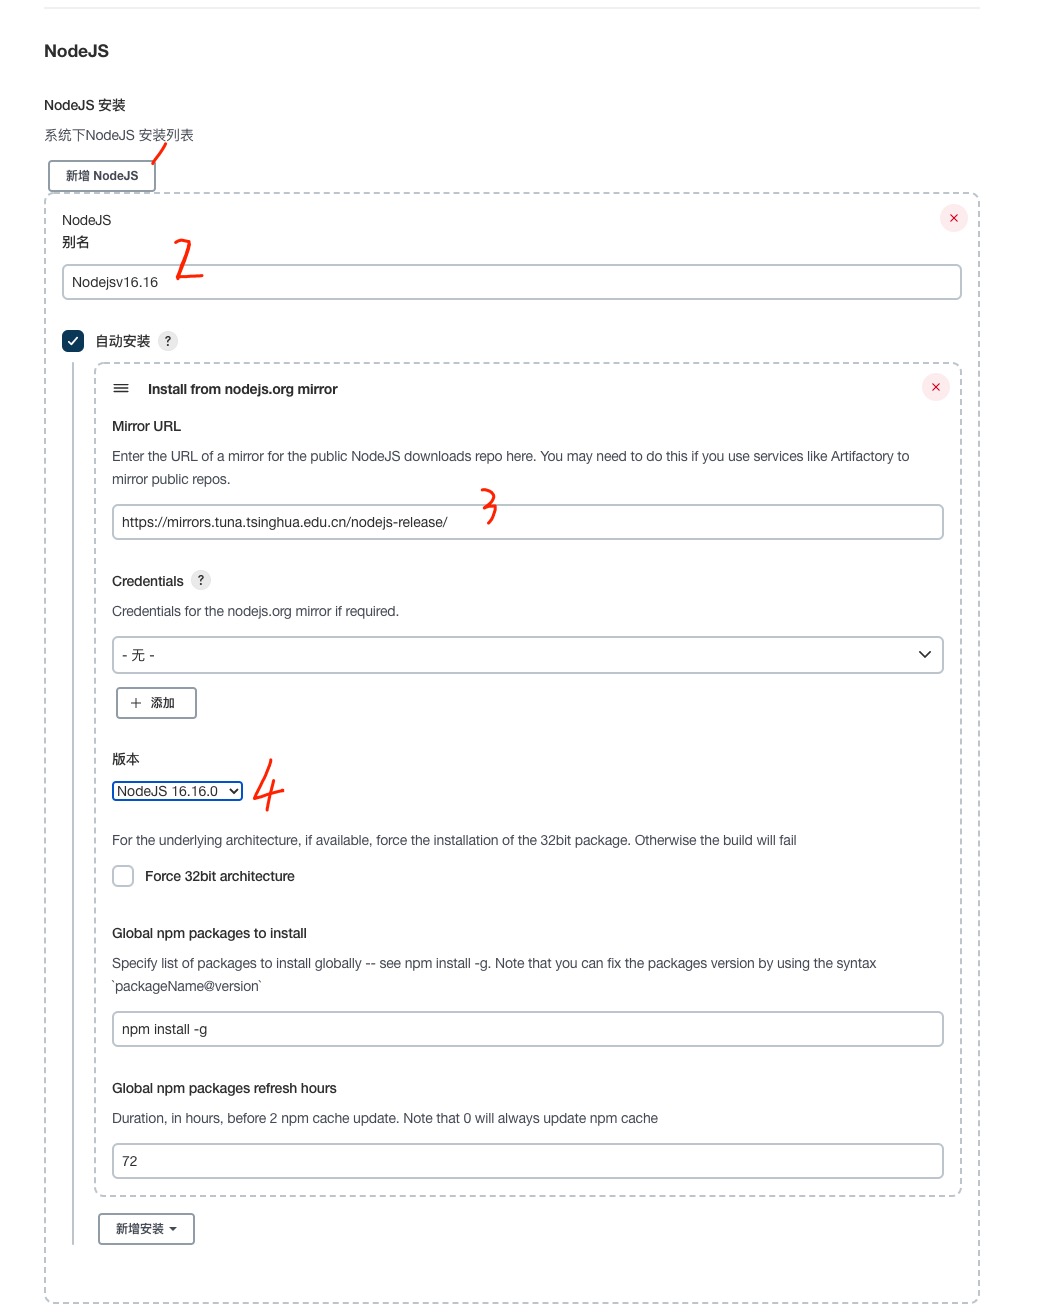 NodeJS
NodeJS 安装
系统下NodeJS 安装列表
1
新增 NodeJS
NodeJS
别名
2
Nodejsv16.16
自动安装 ?
Install from nodejs.org mirror
Mirror URL
Enter the URL of a mirror for the public NodeJS downloads repo here. You may need to do this if you use services like Artifactory to
mirror public repos.
3
https://mirrors.tuna.tsinghua.edu.cn/nodejs-release/
Credentials ?
Credentials for the nodejs.org mirror if required.
- 无 -
添加
版本
NodeJS 16.16.0 4
For the underlying architecture, if available, force the installation of the 32bit package. Otherwise the build will fail
Force 32bit architecture
Global npm packages to install
Specify list of packages to install globally -- see npm install -g. Note that you can fix the packages version by using the syntax
`packageName@version`
npm install -g
Global npm packages refresh hours
Duration, in hours, before 2 npm cache update. Note that 0 will always update npm cache
72
新增安装